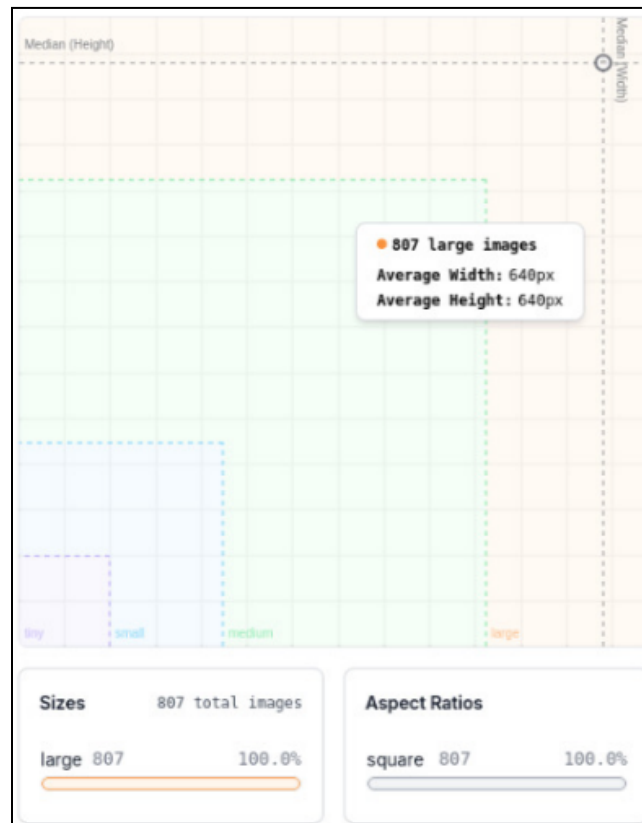 Median (Height)
Median (Width)
807 large images
Average Width: 640px
Average Height: 640px
tiny
small
medium
large
Sizes
807 total images
Aspect Ratios
large 807
100.0%
square 807
100.0%